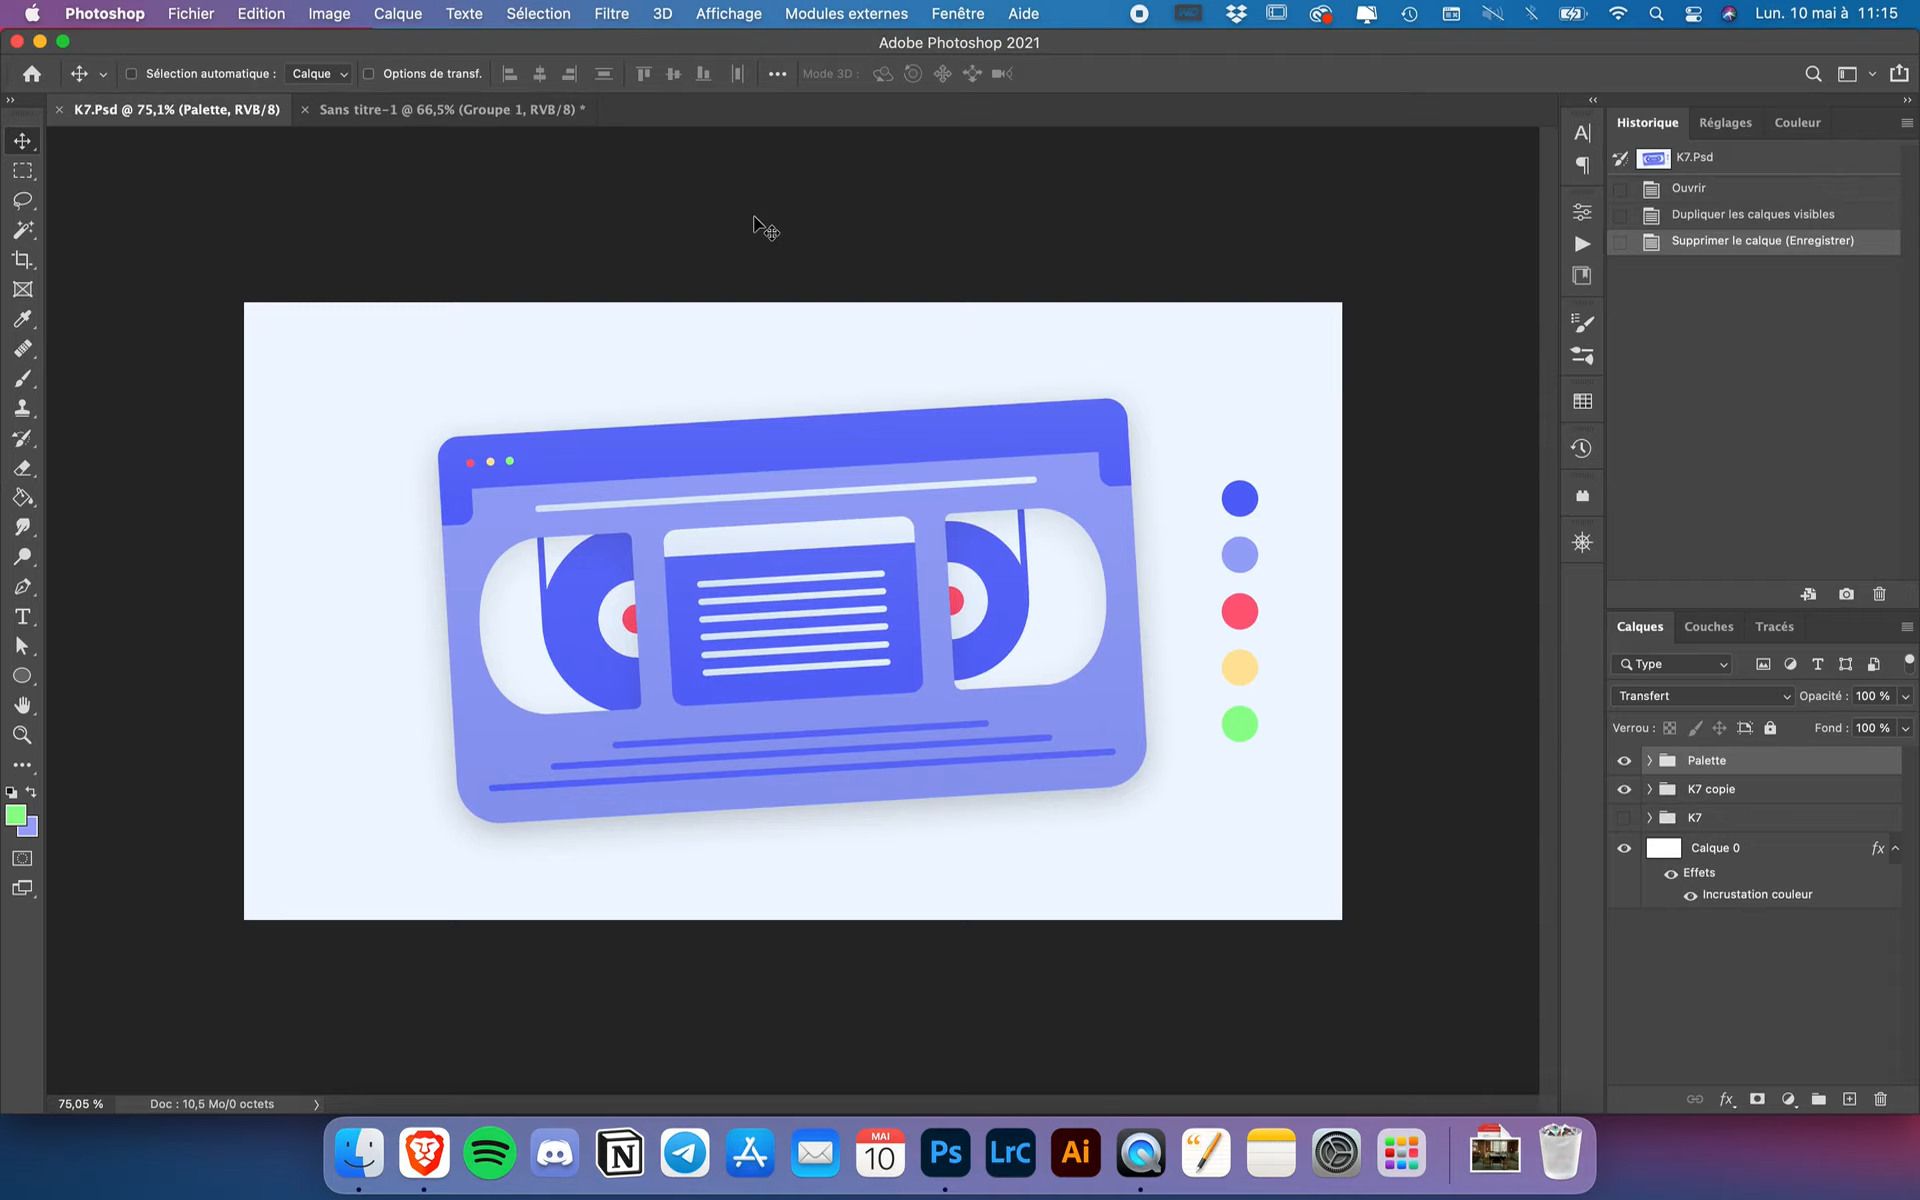 Photoshop Fichier Edition Image Calque Texte Sélection Filtre 3D Affichage Modules externes Fenêtre Aide Lun. 10 mai à 11:15
Adobe Photoshop 2021
Sélection automatique : Calque Options de transf. Mode 3D :
K7.Psd @ 75,1% (Palette, RVB/8) Sans titre-1 @ 66,5% (Groupe 1, RVB/8) *
Historique Réglages Couleur
K7.Psd
Ouvrir
Dupliquer les calques visibles
Supprimer le calque (Enregistrer)
Calques Couches Tracés
Type
Transfert Opacité : 100 %
Verrou : Fond : 100 %
Palette
K7 copie
K7
Calque 0 fx
Effets
Incrustation couleur
75,05 % Doc : 10,5 Mo/0 octets
fx
MAI
10
Ps
LrC
Ai